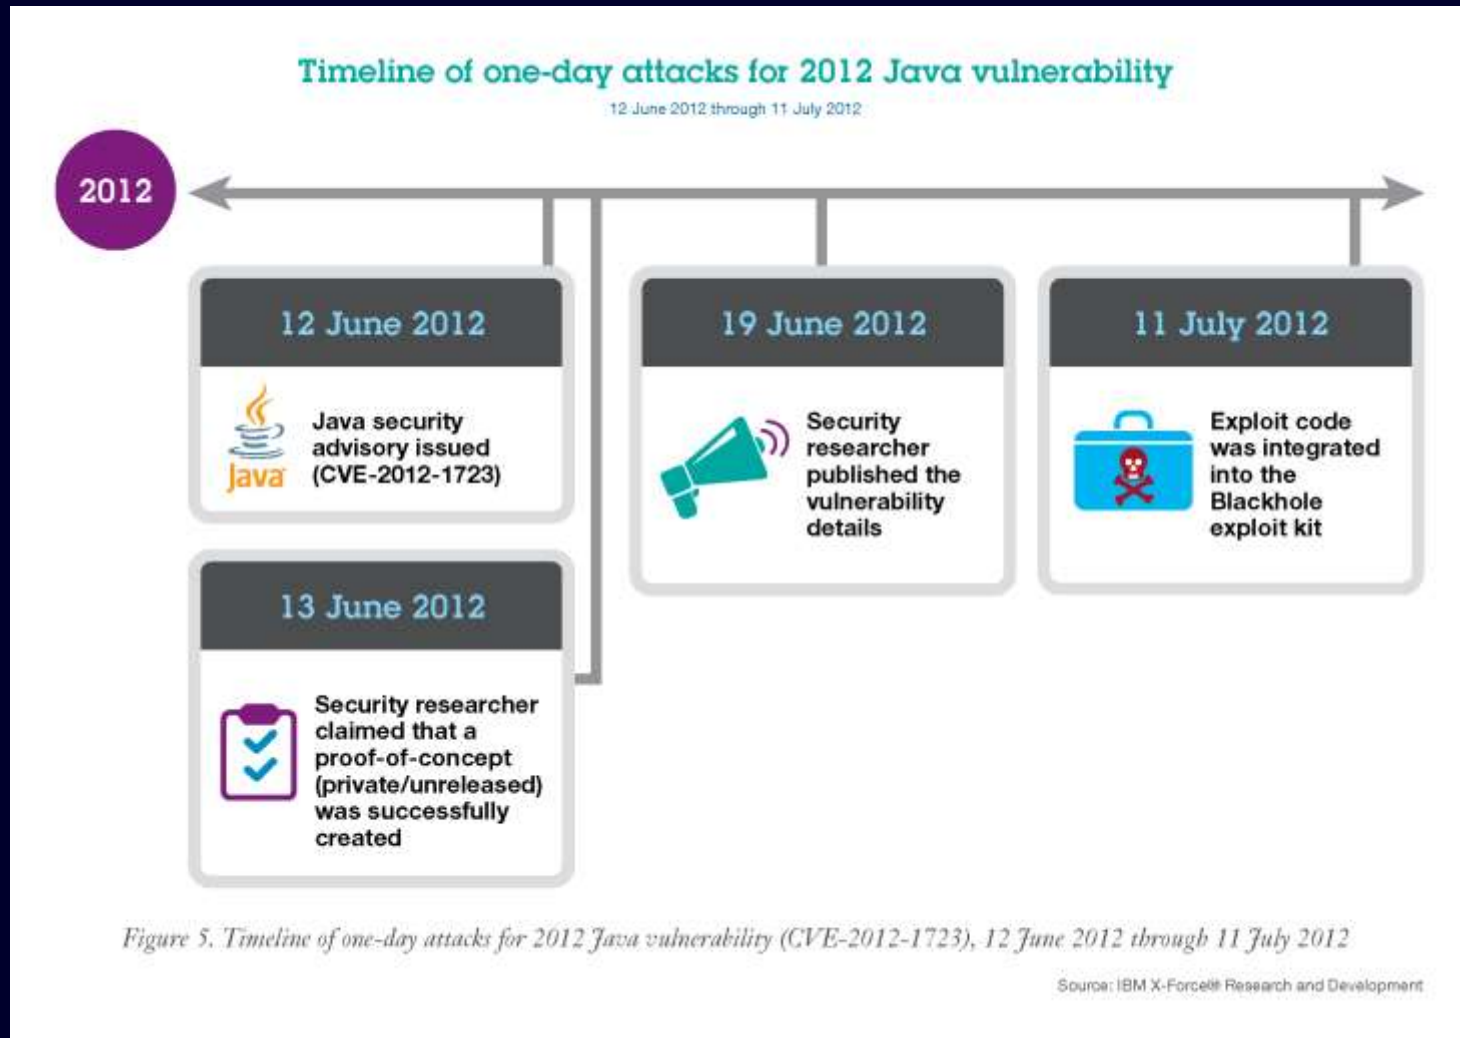 Timeline of one-day attacks for 2012 Java vulnerability
12 June 2012 through 11 July 2012
2012
12 June 2012
Java
Java security
advisory issued
(CVE-2012-1723)
13 June 2012
Security researcher
claimed that a
proof-of-concept
(private/unreleased)
was successfully
created
19 June 2012
Security
researcher
published the
vulnerability
details
11 July 2012
Exploit code
was integrated
into the
Blackhole
exploit kit
Figure 5. Timeline of one-day attacks for 2012 Java vulnerability (CVE-2012-1723), 12 June 2012 through 11 July 2012
Source: IBM X-Force® Research and Development